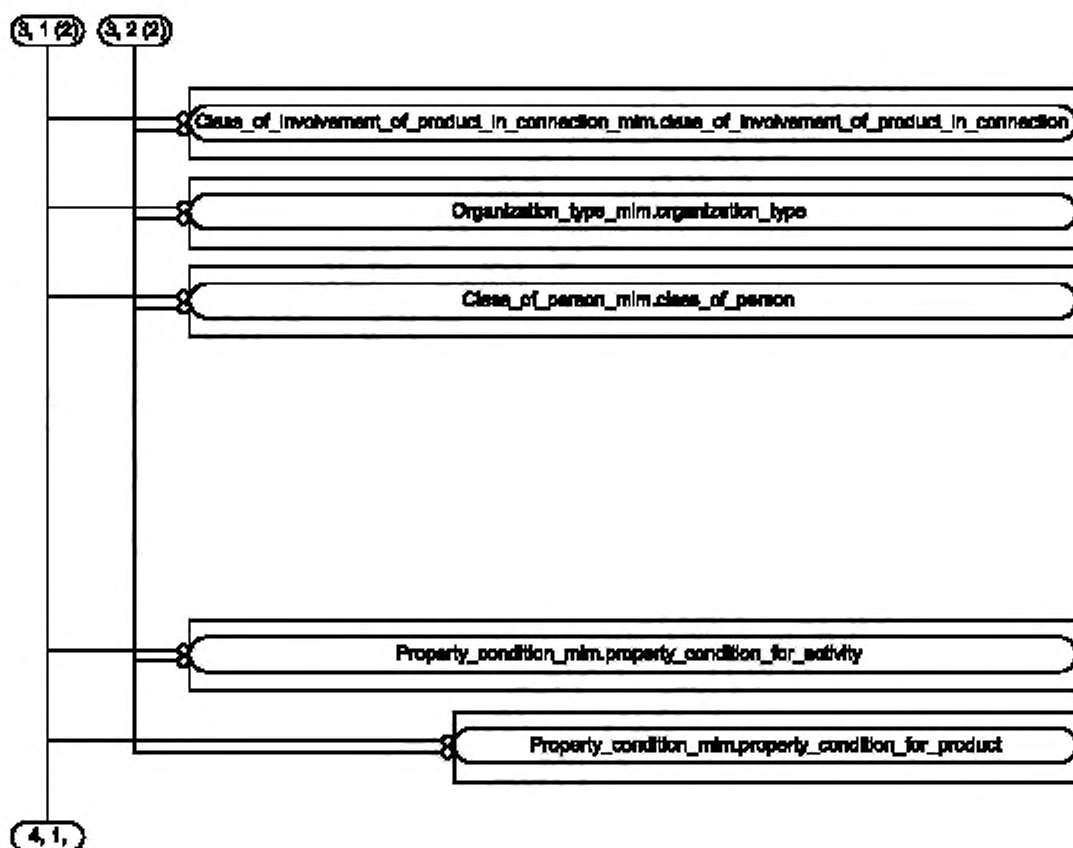 3, 1 (2) 3, 2 (2)
Class_of_involvement_of_product_in_connection_mim.class_of_involvement_of_product_in_connection
Organization_type_mim.organization_type
Class_of_person_mim.class_of_person
Property_condition_mim.property_condition_for_activity
Property_condition_mim.property_condition_for_product
4, 1,